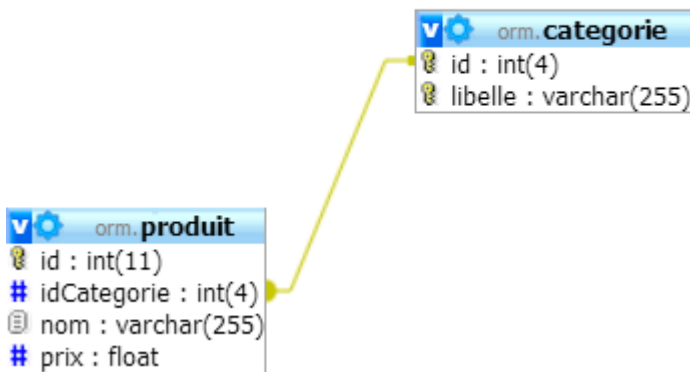 v orm.categorie
id : int(4)
libelle : varchar(255)
v orm.produit
id : int(11)
# idCategorie : int(4)
nom : varchar(255)
# prix : float